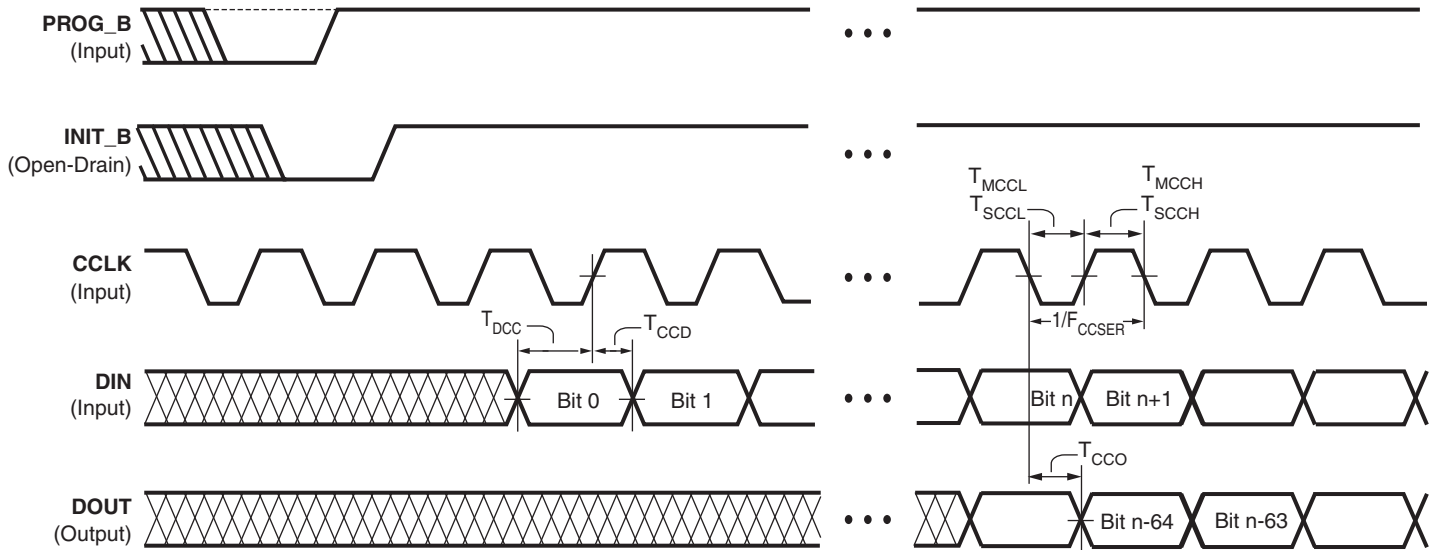 PROG_B
(Input)
• • •
INIT_B
(Open-Drain)
• • •
T_MCCL
T_SCCL
T_MCCH
T_SCCH
CCLK
(Input)
• • •
1/F_CCSER
T_DCC
T_CCD
DIN
(Input)
Bit 0
Bit 1
• • •
Bit n
Bit n+1
T_CCO
DOUT
(Output)
• • •
Bit n-64
Bit n-63